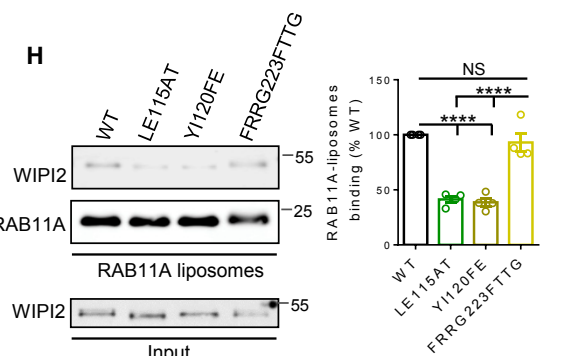 H
WT
LE115AT
YI120FE
FRRG223FTTG
WIPI2
55
RAB11A
25
RAB11A liposomes
WIPI2
55
Input
RAB11A-liposomes
binding (% WT)
150
100
50
0
NS
****
****
WT
LE115AT
YI120FE
FRRG223FTTG